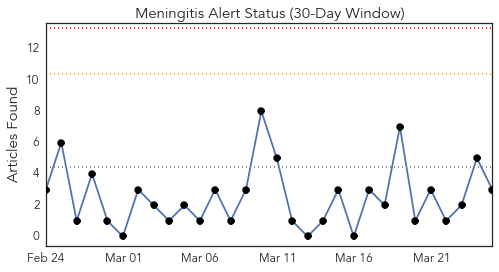 Meningitis Alert Status (30-Day Window)
Articles Found
12
10
8
6
4
2
0
Feb 24 Mar 01 Mar 06 Mar 11 Mar 16 Mar 21